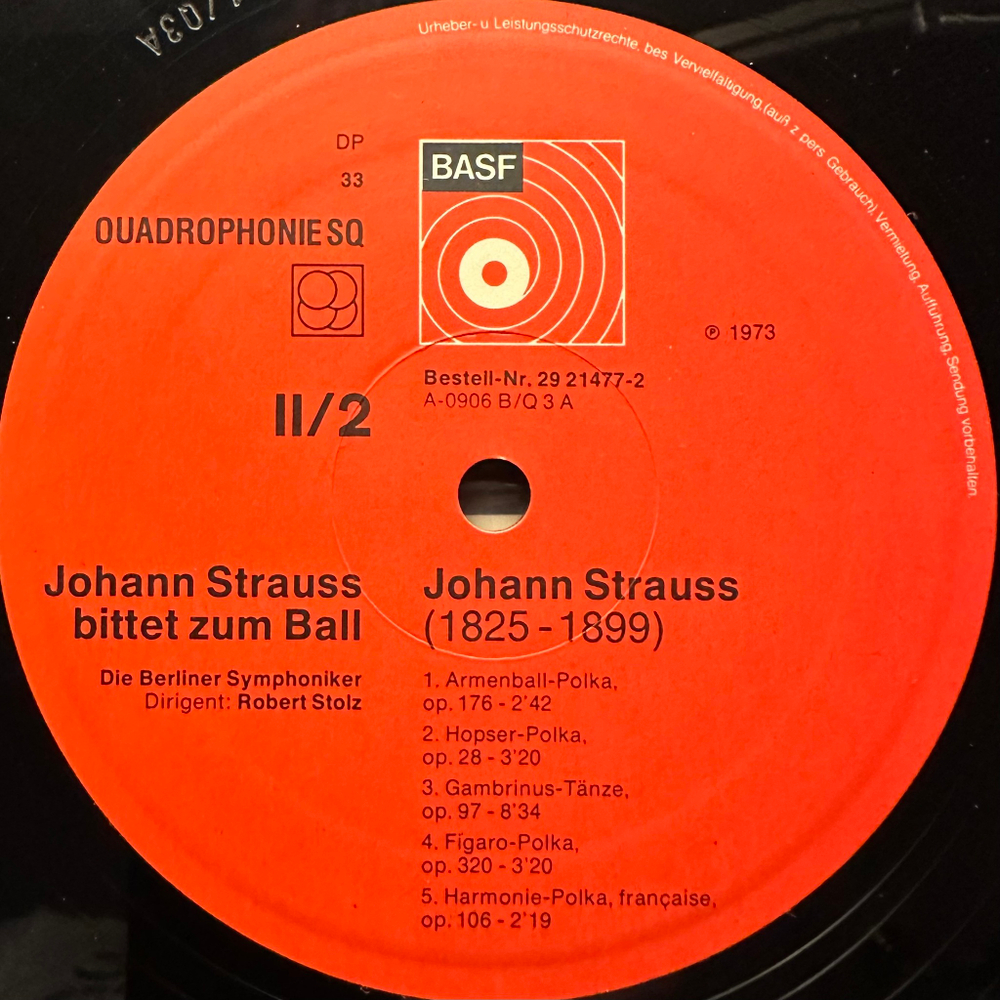 /Q3A
Urheber- u Leistungsschutzrechte, bes Vervielfältigung,(auß z pers Gebrauch), Vermietung, Aufführung, Sendung vorbehalten
DP
33
QUADROPHONIE SQ
BASF
℗ 1973
Bestell-Nr. 29 21477-2
A-0906 B/Q 3 A
II/2
Johann Strauss
bittet zum Ball
Die Berliner Symphoniker
Dirigent: Robert Stolz
Johann Strauss
(1825 - 1899)
1. Armenball-Polka,
op. 176 - 2'42
2. Hopser-Polka,
op. 28 - 3'20
3. Gambrinus-Tänze,
op. 97 - 8'34
4. Figaro-Polka,
op. 320 - 3'20
5. Harmonie-Polka, française,
op. 106 - 2'19